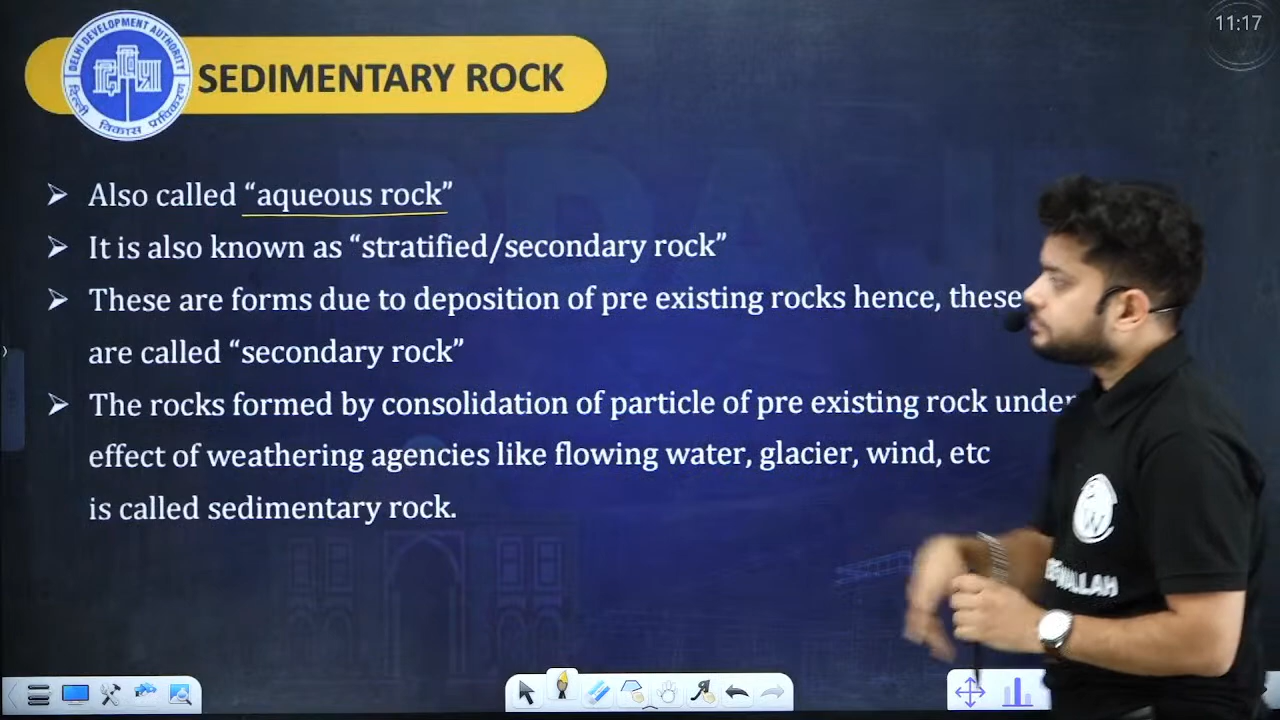 11:17
DELHI DEVELOPMENT AUTHORITY
दिल्ली विकास प्राधिकरण
SEDIMENTARY ROCK
Also called “aqueous rock”
It is also known as “stratified/secondary rock”
These are forms due to deposition of pre existing rocks hence, these
are called “secondary rock”
The rocks formed by consolidation of particle of pre existing rock under
effect of weathering agencies like flowing water, glacier, wind, etc
is called sedimentary rock.
W
WALLAH